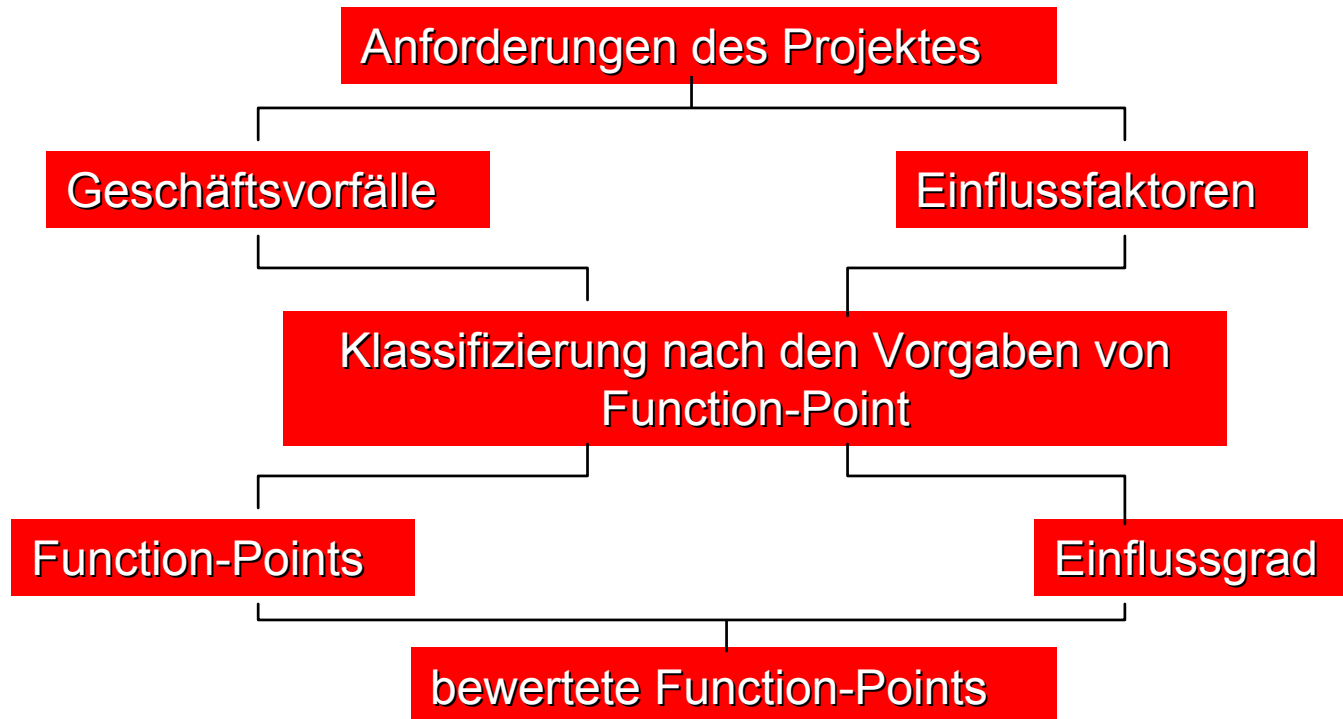 Anforderungen des Projektes
Geschäftsvorfälle
Einflussfaktoren
Klassifizierung nach den Vorgaben von
Function-Point
Function-Points
Einflussgrad
bewertete Function-Points